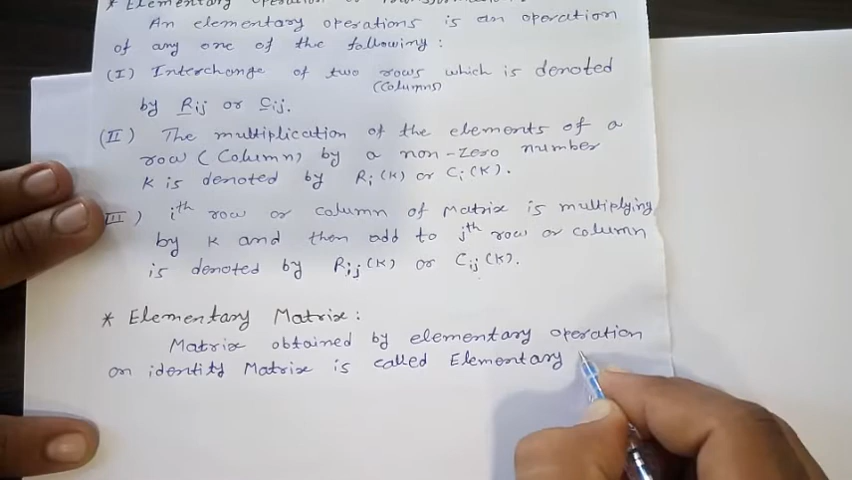 * Elementary Operation or Transformation:
An elementary operations is an operation
of any one of the following:
(I) Interchange of two rows which is denoted
(Columns)
by Rij or Cij.
(II) The multiplication of the elements of a
row (Column) by a non-zero number
K is denoted by Ri(K) or Ci(K).
III) ith row or column of Matrix is multiplying
by K and then add to jth row or column
is denoted by Rij(K) or Cij(K).
* Elementary Matrix:
Matrix obtained by elementary operation
on identity Matrix is called Elementary